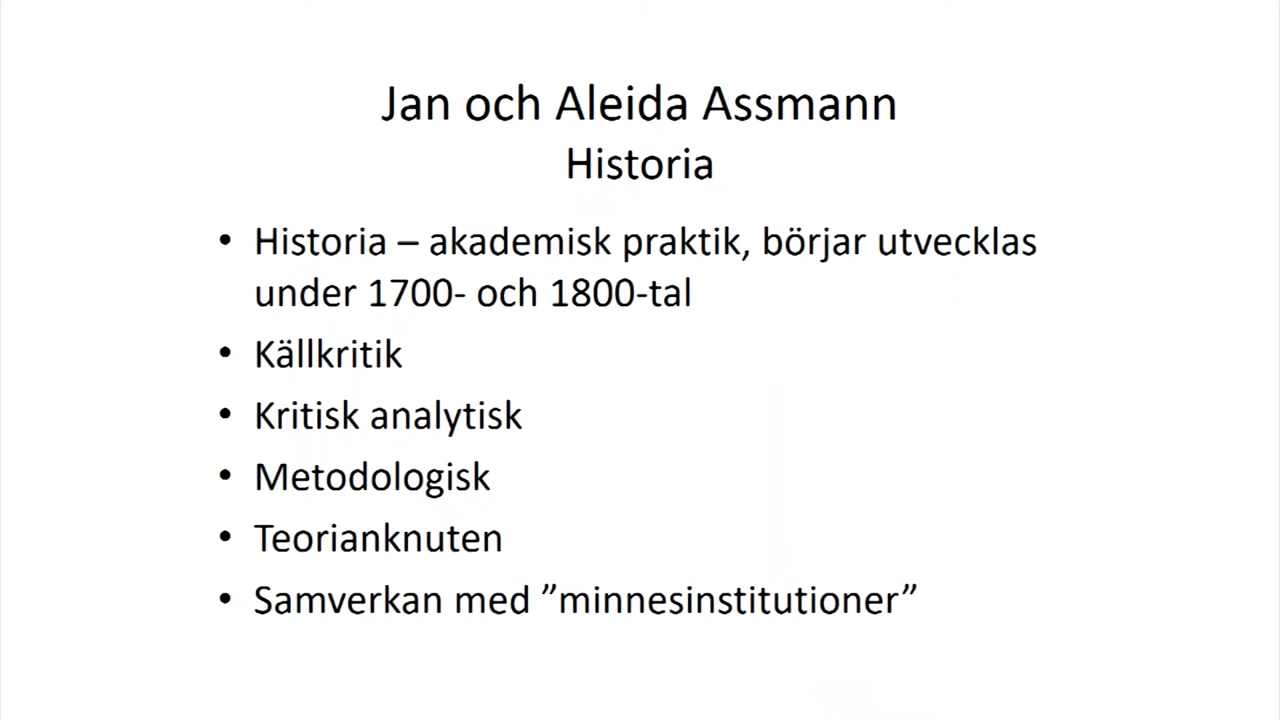 Jan och Aleida Assmann
Historia
• Historia – akademisk praktik, börjar utvecklas
under 1700- och 1800-tal
• Källkritik
• Kritisk analytisk
• Metodologisk
• Teorianknuten
• Samverkan med ”minnesinstitutioner”